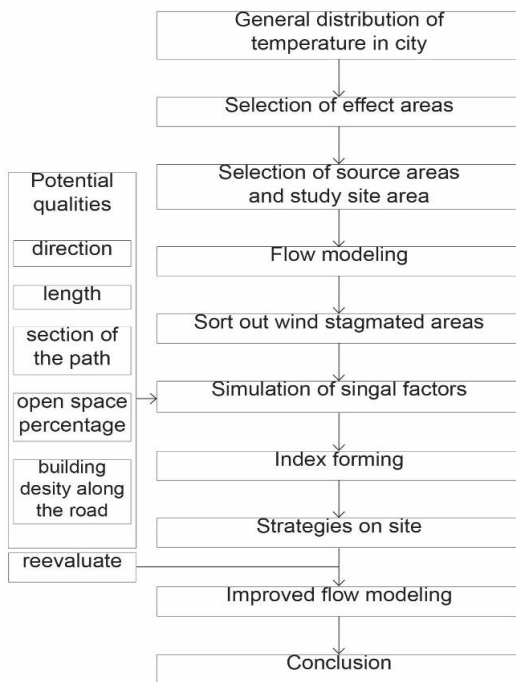 General distribution of
temperature in city
Selection of effect areas
Selection of source areas
and study site area
Flow modeling
Sort out wind stagmated areas
Simulation of singal factors
Index forming
Strategies on site
Improved flow modeling
Conclusion
Potential
qualities
direction
length
section of
the path
open space
percentage
building
desity along
the road
reevaluate